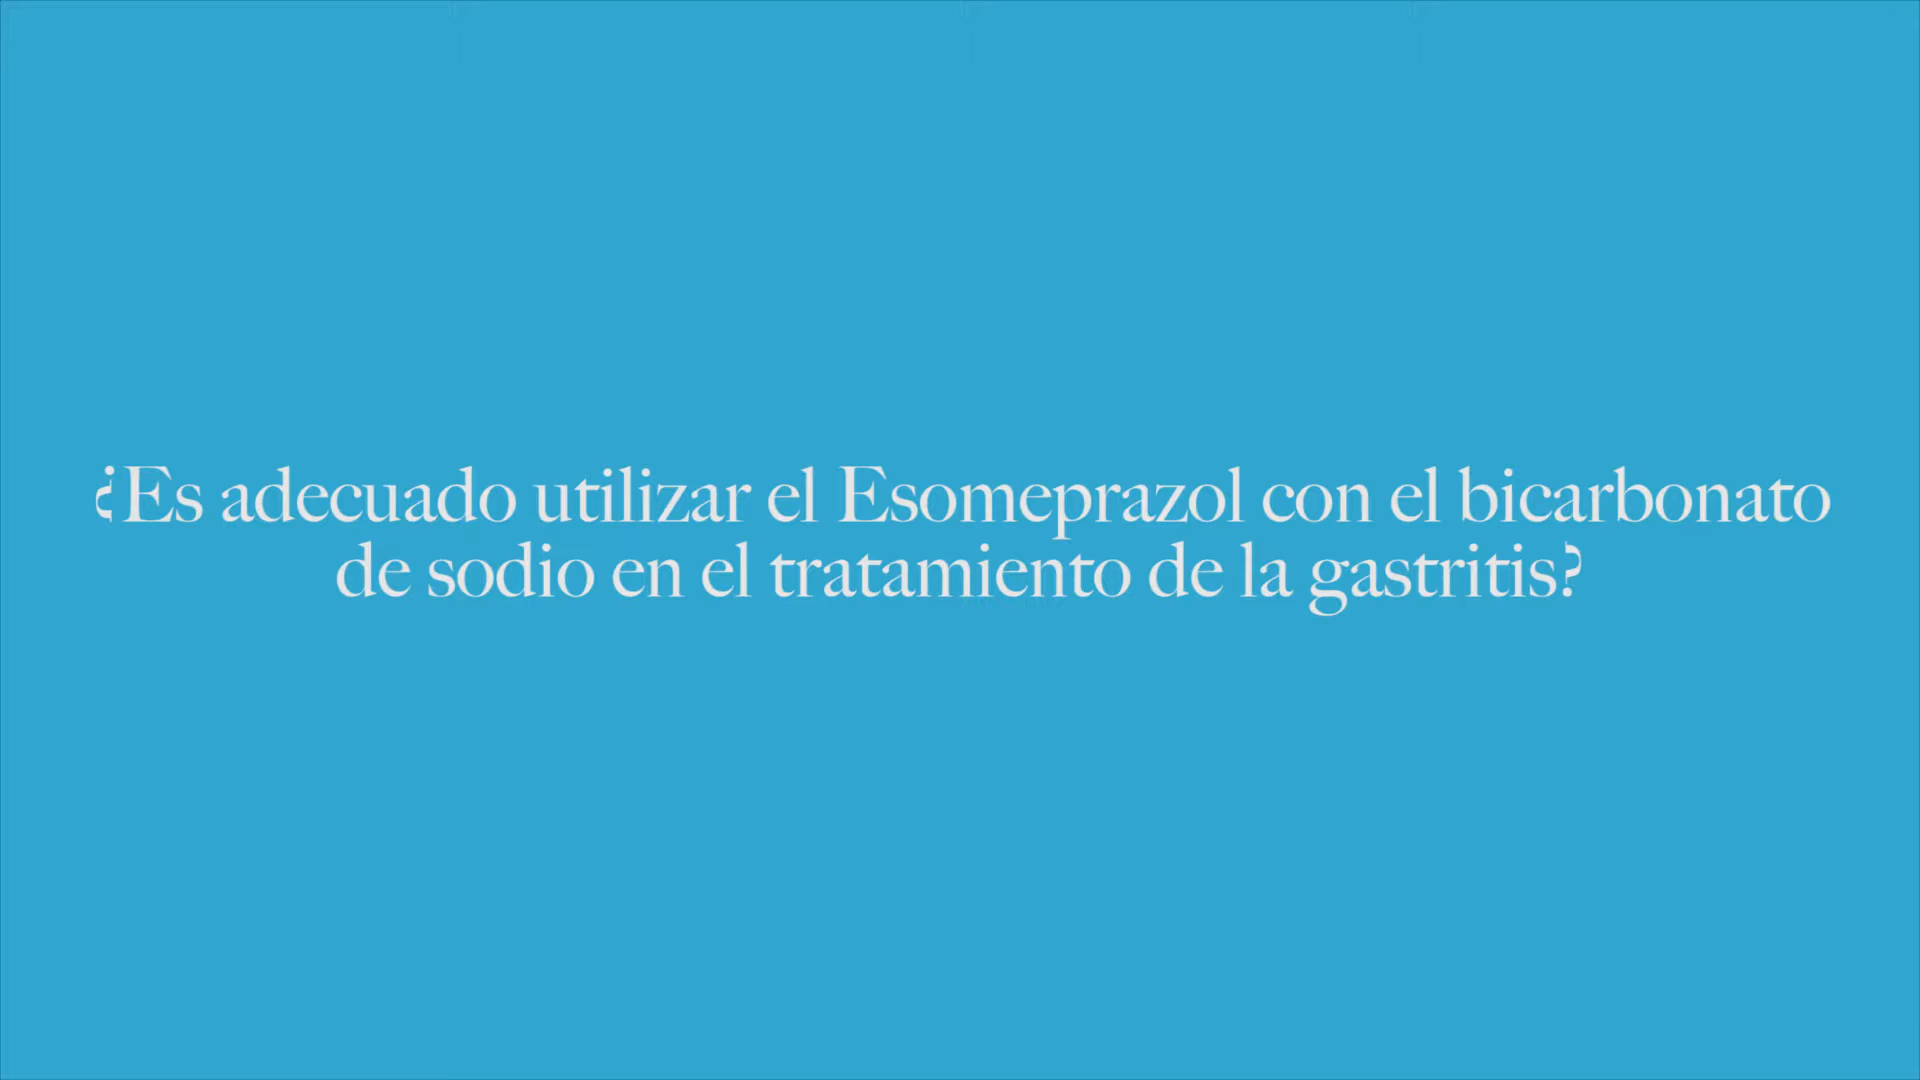 ¿Es adecuado utilizar el Esomeprazol con el bicarbonato
de sodio en el tratamiento de la gastritis?